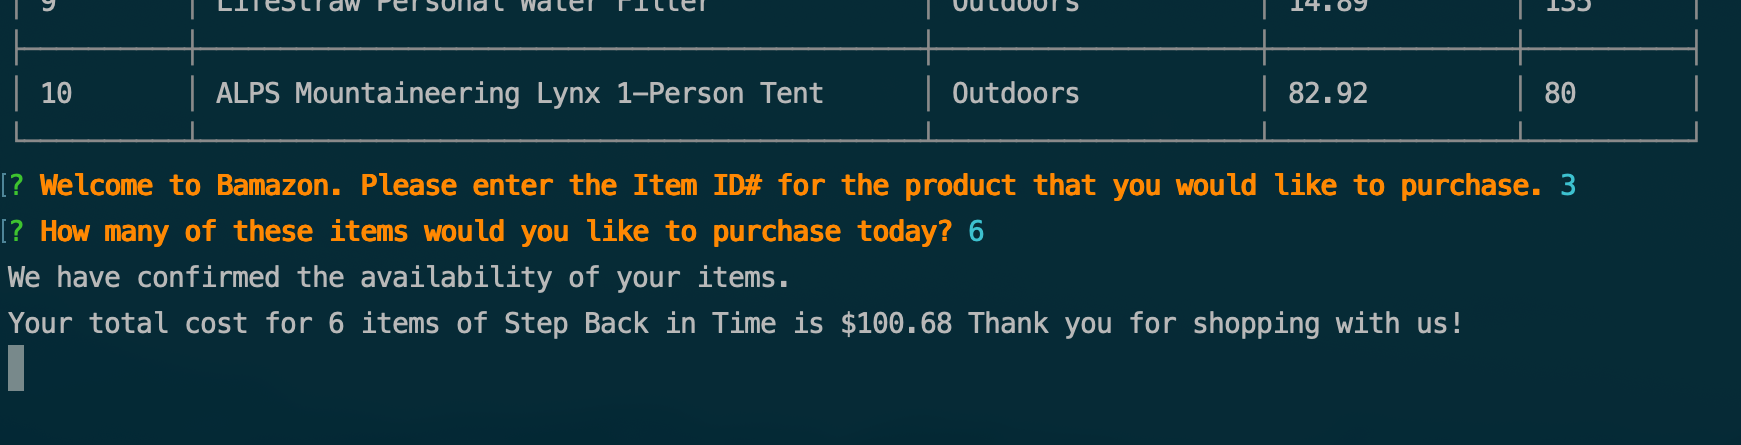 9 LifeStraw Personal Water Filter Outdoors 14.89 135
10 ALPS Mountaineering Lynx 1-Person Tent Outdoors 82.92 80
[? Welcome to Bamazon. Please enter the Item ID# for the product that you would like to purchase. 3
[? How many of these items would you like to purchase today? 6
We have confirmed the availability of your items.
Your total cost for 6 items of Step Back in Time is $100.68 Thank you for shopping with us!